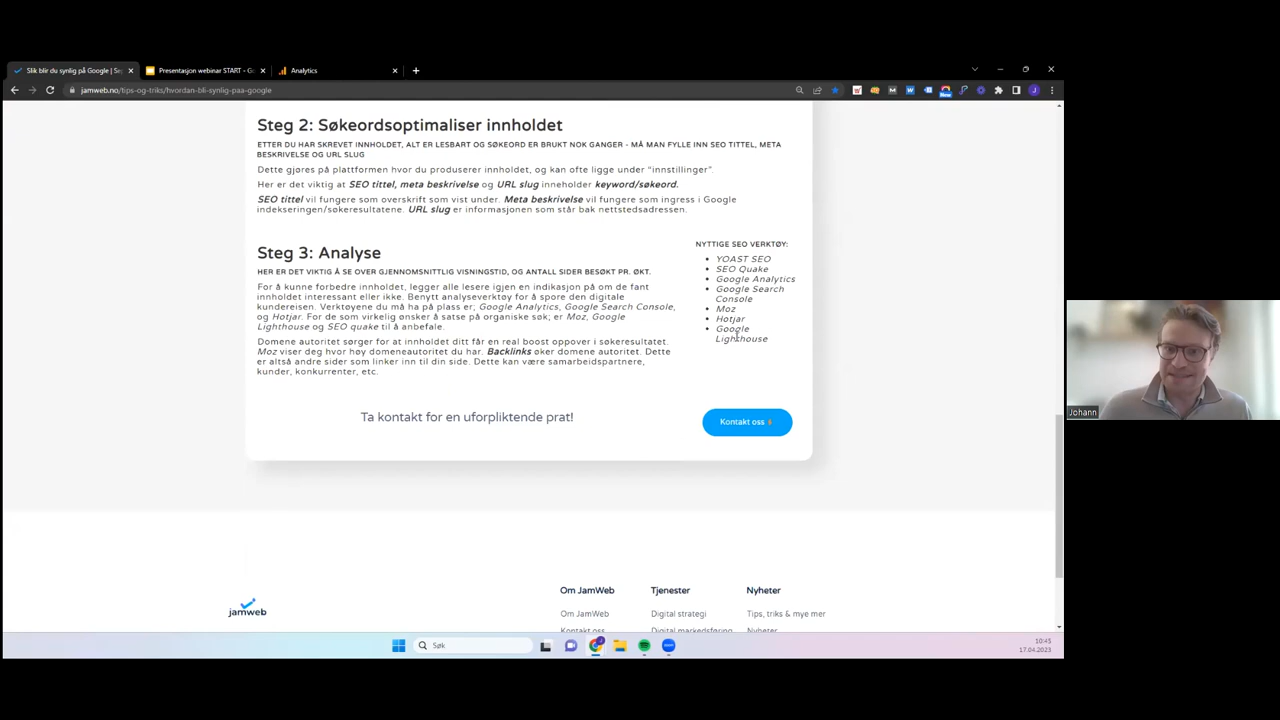 Slik blir du synlig på Google | Se
Presentasjon webinar START - Go
Analytics
jamweb.no/tips-og-triks/hvordan-bli-synlig-paa-google
Steg 2: Søkeordsoptimaliser innholdet
ETTER DU HAR SKREVET INNHOLDET, ALT ER LESBART OG SØKEORD ER BRUKT NOK GANGER - MÅ MAN FYLLE INN SEO TITTEL, META
BESKRIVELSE OG URL SLUG
Dette gjøres på plattformen hvor du produserer innholdet, og kan ofte ligge under “innstillinger”.
Her er det viktig at SEO tittel, meta beskrivelse og URL slug inneholder keyword/søkeord.
SEO tittel vil fungere som overskrift som vist under. Meta beskrivelse vil fungere som ingress i Google
indekseringen/søkeresultatene. URL slug er informasjonen som står bak nettstedsadressen.
Steg 3: Analyse
HER ER DET VIKTIG Å SE OVER GJENNOMSNITTLIG VISNINGSTID, OG ANTALL SIDER BESØKT PR. ØKT.
For å kunne forbedre innholdet, legger alle lesere igjen en indikasjon på om de fant
innholdet interessant eller ikke. Benytt analyseverktøy for å spore den digitale
kundereisen. Verktøyene du må ha på plass er; Google Analytics, Google Search Console,
og Hotjar. For de som virkelig ønsker å satse på organiske søk; er Moz, Google
Lighthouse og SEO quake til å anbefale.
Domene autoritet sørger for at innholdet ditt får en real boost oppover i søkeresultatet.
Moz viser deg hvor høy domeneautoritet du har. Backlinks øker domene autoritet. Dette
er altså andre sider som linker inn til din side. Dette kan være samarbeidspartnere,
kunder, konkurrenter, etc.
NYTTIGE SEO VERKTØY:
YOAST SEO
SEO Quake
Google Analytics
Google Search
Console
Moz
Hotjar
Google
Lighthouse
Ta kontakt for en uforpliktende prat!
Kontakt oss
jamweb
Om JamWeb
Om JamWeb
Kontakt oss
Tjenester
Digital strategi
Digital markedsføring
Nyheter
Tips, triks & mye mer
Nyheter
Søk
10:45
17.04.2023
Johann